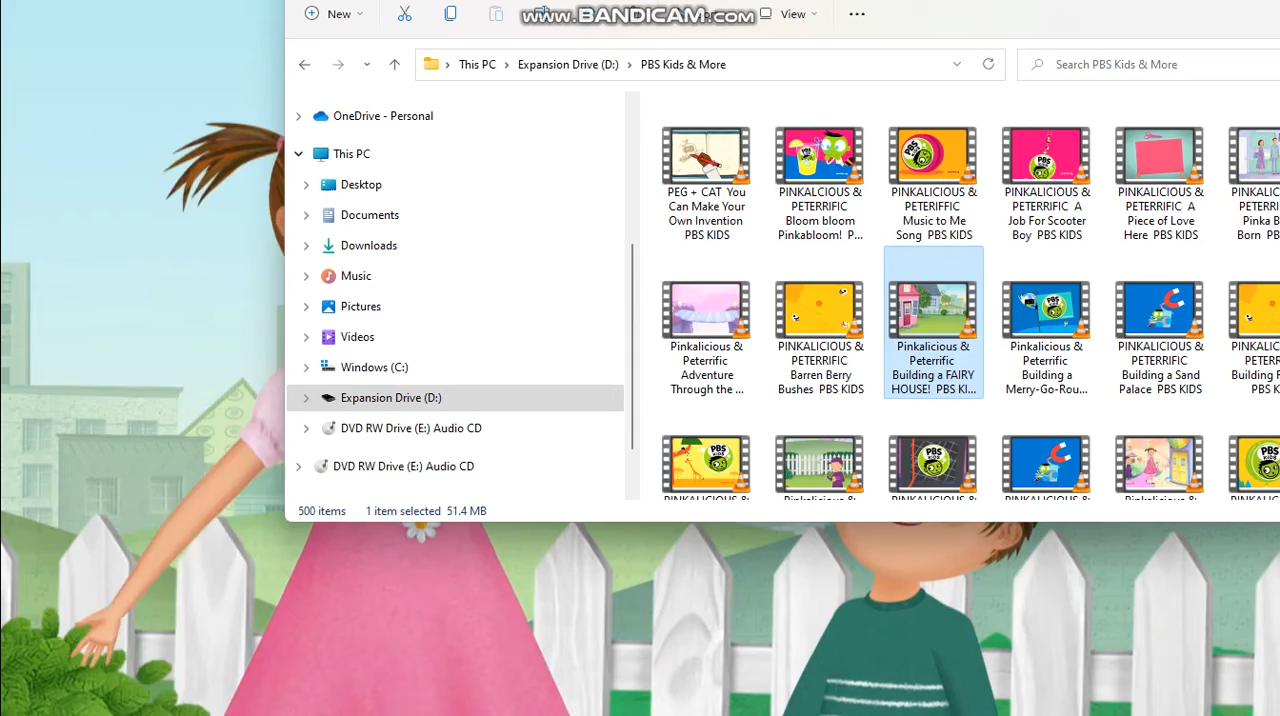 New
www.BANDICAM.com
View
This PC
Expansion Drive (D:)
PBS Kids & More
Search PBS Kids & More
OneDrive - Personal
This PC
Desktop
Documents
Downloads
Music
Pictures
Videos
Windows (C:)
Expansion Drive (D:)
DVD RW Drive (E:) Audio CD
DVD RW Drive (E:) Audio CD
PEG + CAT You
Can Make Your
Own Invention
PBS KIDS
PINKALCIOUS &
PETERRIFIC
Bloom bloom
Pinkabloom! P...
PINKALICIOUS &
PETERIFFIC
Music to Me
Song PBS KIDS
PINKALICIOUS &
PETERRIFIC A
Job For Scooter
Boy PBS KIDS
PINKALICIOUS &
PETERRIFIC A
Piece of Love
Here PBS KIDS
Pinkalicious &
Peterrific
Adventure
Through the ...
PINKALICIOUS &
PETERRIFIC
Barren Berry
Bushes PBS KIDS
Pinkalicious &
Peterrific
Building a FAIRY
HOUSE! PBS KI...
Pinkalicious &
Peterrific
Building a
Merry-Go-Rou...
PINKALICIOUS &
PETERRIFIC
Building a Sand
Palace PBS KIDS
500 items
1 item selected 51.4 MB